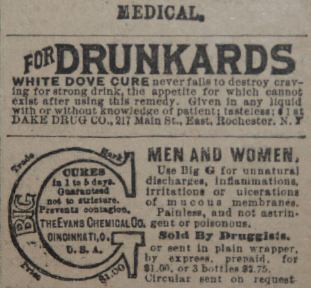 MEDICAL.
FOR DRUNKARDS
WHITE DOVE CURE never fails to destroy crav-
ing for strong drink, the appetite for which cannot
exist after using this remedy. Given in any liquid
with or without knowledge of patient; tasteless; $1 at
DAKE DRUG CO., 217 Main St., East, Rochester. N. Y
Trade Mark
BIG G
CURES
in 1 to 5 days.
Guaranteed
not to stricture.
Prevents contagion.
THE EVANS CHEMICAL CO.
CINCINNATI, O.
U. S. A.
Price $1.00
MEN AND WOMEN.
Use Big G for unnatural
discharges, inflammations,
irritations or ulcerations
of mucous membranes.
Painless, and not astrin-
gent or poisonous.
Sold By Druggists,
or sent in plain wrapper,
by express, prepaid, for
$1.00, or 3 bottles $2.75.
Circular sent on request